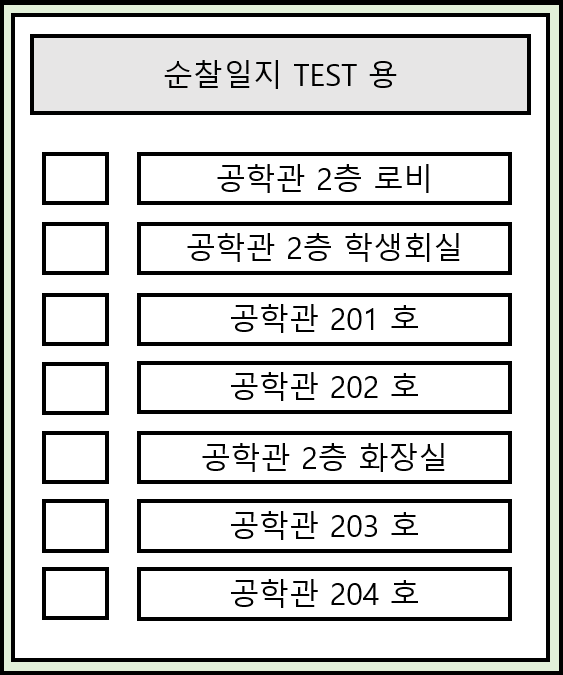 순찰일지 TEST 용
공학관 2층 로비
공학관 2층 학생회실
공학관 201 호
공학관 202 호
공학관 2층 화장실
공학관 203 호
공학관 204 호